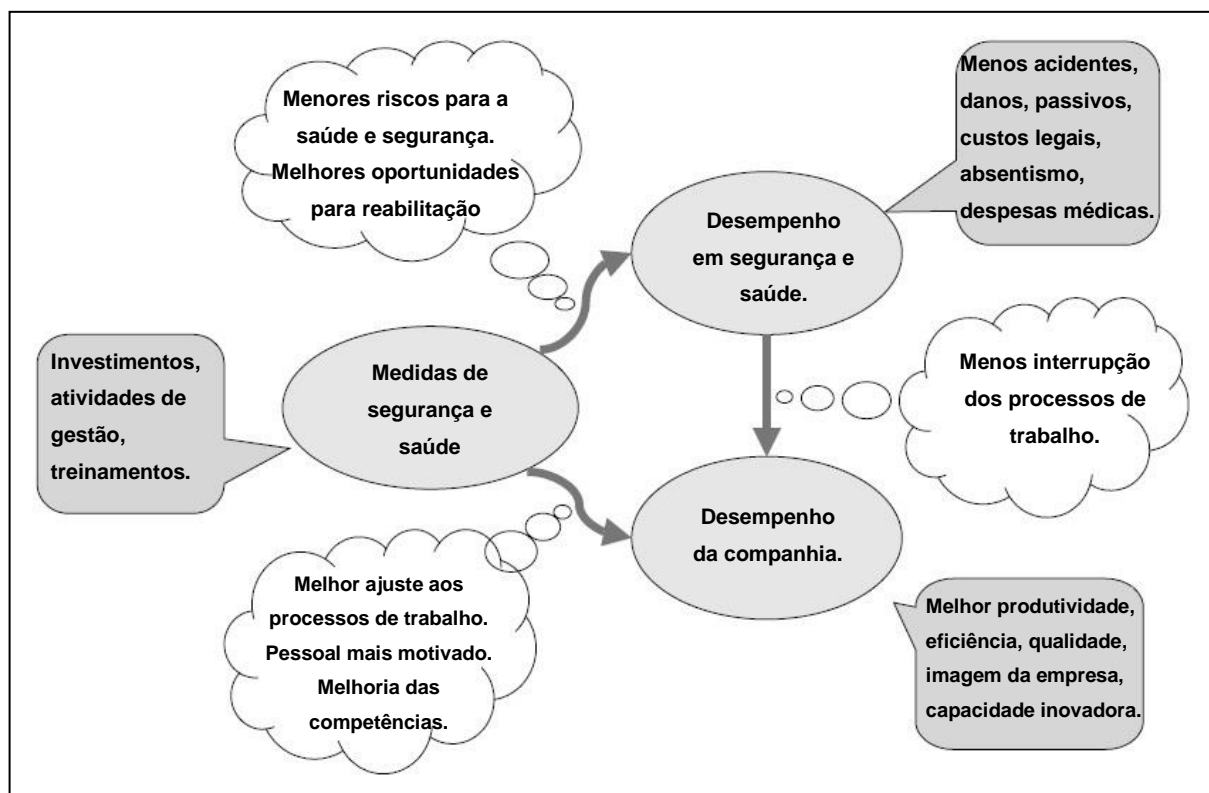 Menores riscos para a
saúde e segurança.
Melhores oportunidades
para reabilitação
Menos acidentes,
danos, passivos,
custos legais,
absentismo,
despesas médicas.
Desempenho
em segurança e
saúde.
Investimentos,
atividades de
gestão,
treinamentos.
Medidas de
segurança e
saúde
Menos interrupção
dos processos de
trabalho.
Desempenho
da companhia.
Melhor ajuste aos
processos de trabalho.
Pessoal mais motivado.
Melhoria das
competências.
Melhor produtividade,
eficiência, qualidade,
imagem da empresa,
capacidade inovadora.